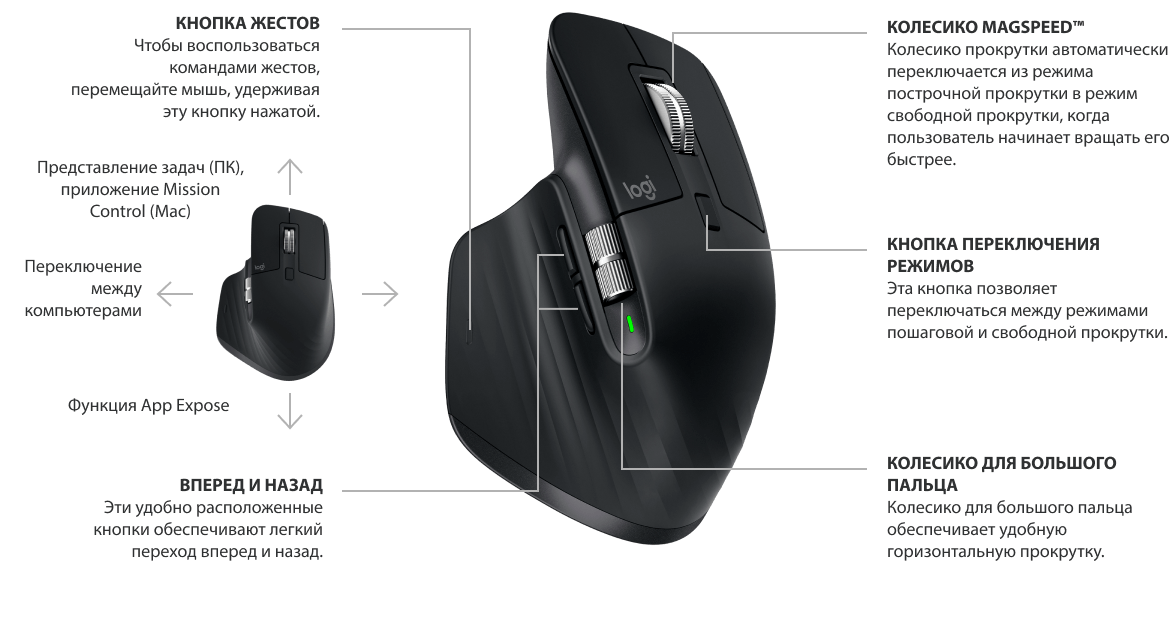 КНОПКА ЖЕСТОВ
Чтобы воспользоваться
командами жестов,
перемещайте мышь, удерживая
эту кнопку нажатой.
Представление задач (ПК),
приложение Mission
Control (Mac)
Переключение
между
компьютерами
Функция App Expose
ВПЕРЕД И НАЗАД
Эти удобно расположенные
кнопки обеспечивают легкий
переход вперед и назад.
logi
logi
КОЛЕСИКО MAGSPEED™
Колесико прокрутки автоматически
переключается из режима
построчной прокрутки в режим
свободной прокрутки, когда
пользователь начинает вращать его
быстрее.
КНОПКА ПЕРЕКЛЮЧЕНИЯ
РЕЖИМОВ
Эта кнопка позволяет
переключаться между режимами
пошаговой и свободной прокрутки.
КОЛЕСИКО ДЛЯ БОЛЬШОГО
ПАЛЬЦА
Колесико для большого пальца
обеспечивает удобную
горизонтальную прокрутку.